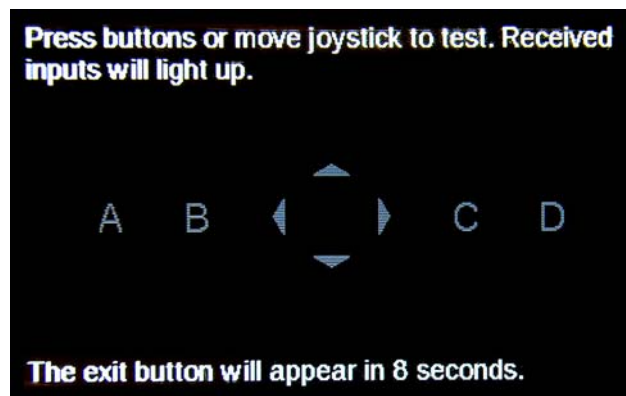 Press buttons or move joystick to test. Received
inputs will light up.
A B C D
The exit button will appear in 8 seconds.